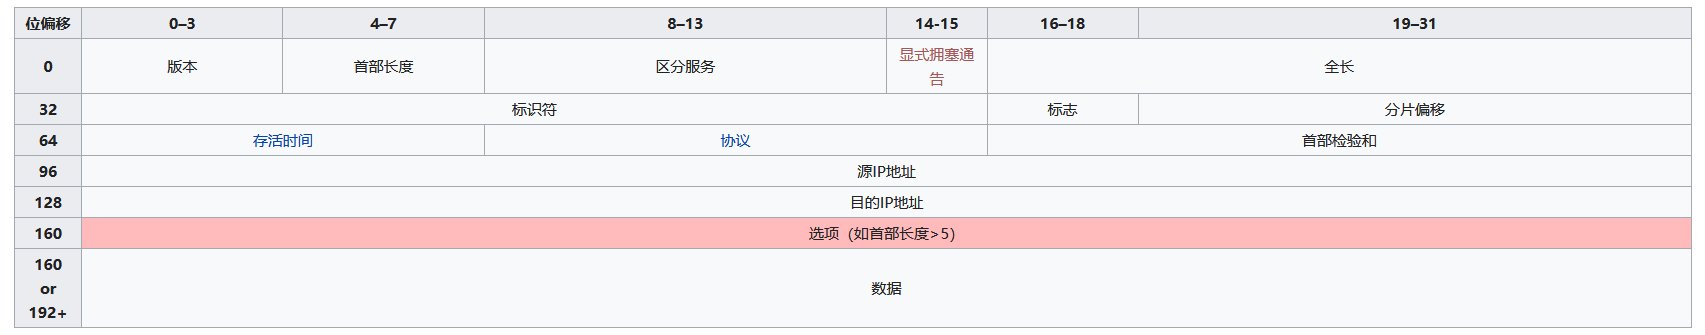 位偏移 0–3 4–7 8–13 14-15 16–18 19–31
0 版本 首部长度 区分服务 显式拥塞通 全长
告
32 标识符 标志 分片偏移
64 存活时间 协议 首部检验和
96 源IP地址
128 目的IP地址
160 选项（如首部长度>5）
160
or 数据
192+